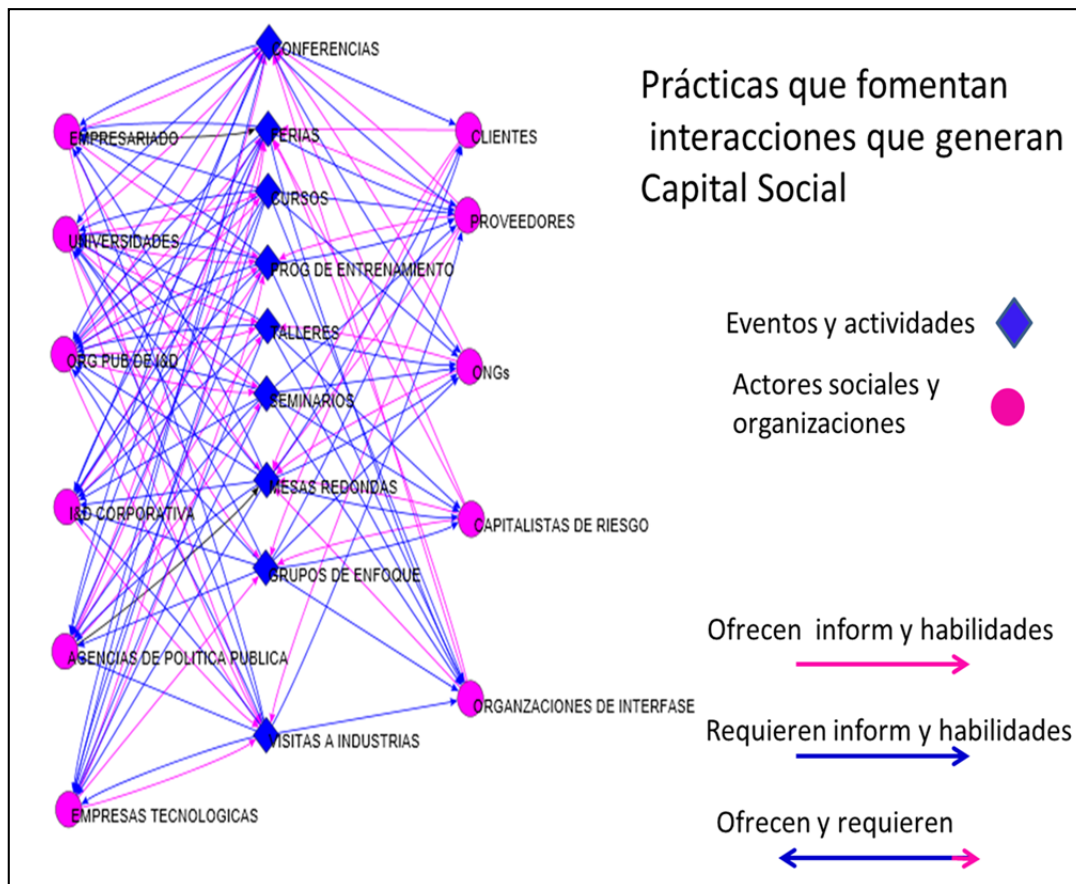 CONFERENCIAS
EMPRESARIADO
FERIAS
CLIENTES
CURSOS
UNIVERSIDADES
PROVEEDORES
PROG DE ENTRENAMIENTO
TALLERES
ORG PUB DE I&D
ONGs
SEMINARIOS
MESAS REDONDAS
I&D CORPORATIVA
CAPITALISTAS DE RIESGO
GRUPOS DE ENFOQUE
AGENCIAS DE POLITICA PUBLICA
ORGANZACIONES DE INTERFASE
VISITAS A INDUSTRIAS
EMPRESAS TECNOLOGICAS
Prácticas que fomentan
interacciones que generan
Capital Social
Eventos y actividades
Actores sociales y
organizaciones
Ofrecen inform y habilidades
Requieren inform y habilidades
Ofrecen y requieren